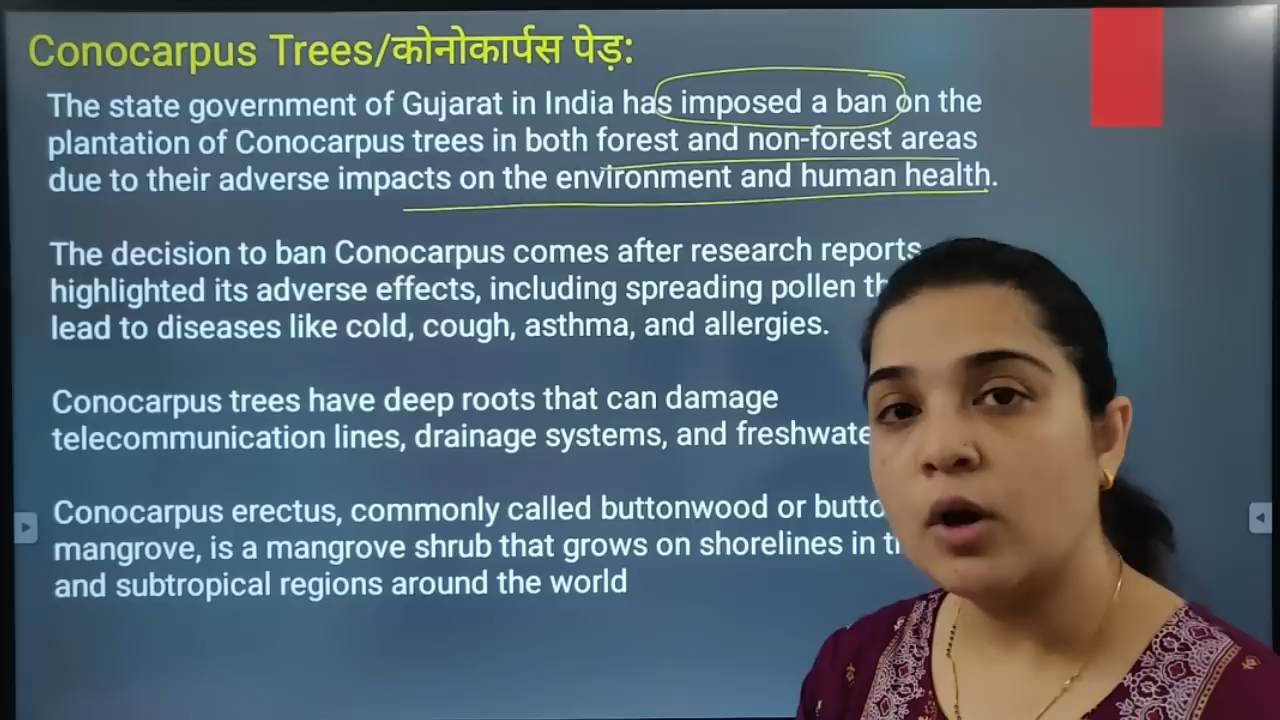 Conocarpus Trees/कोनोकार्पस पेड़:
The state government of Gujarat in India has imposed a ban on the
plantation of Conocarpus trees in both forest and non-forest areas
due to their adverse impacts on the environment and human health.
The decision to ban Conocarpus comes after research reports
highlighted its adverse effects, including spreading pollen
lead to diseases like cold, cough, asthma, and allergies.
Conocarpus trees have deep roots that can damage
telecommunication lines, drainage systems, and
Conocarpus erectus, commonly called buttonwood or
mangrove, is a mangrove shrub that grows on shorelines in
and subtropical regions around the world